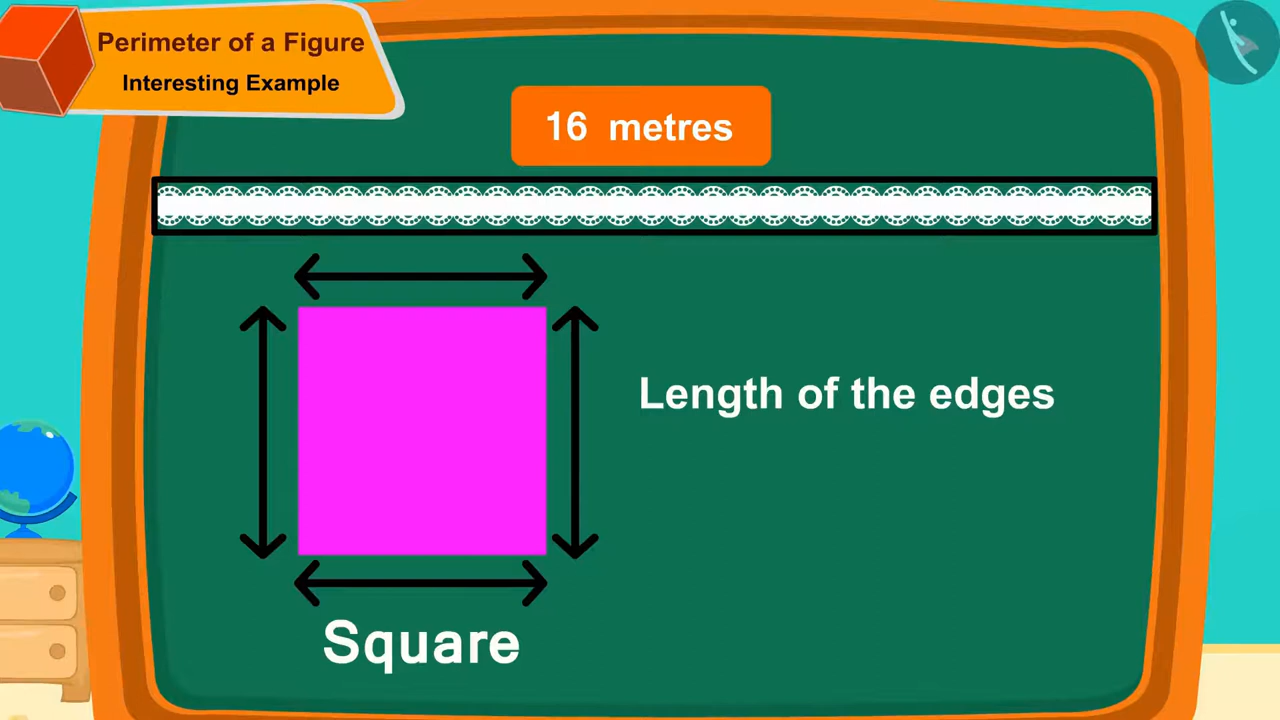 Perimeter of a Figure
Interesting Example
16 metres
Length of the edges
Square